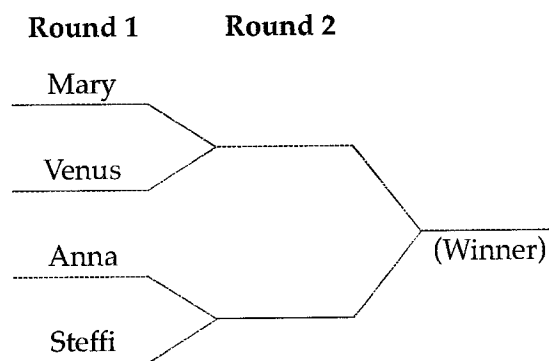 Round 1 Round 2
Mary
Venus
Anna
(Winner)
Steffi